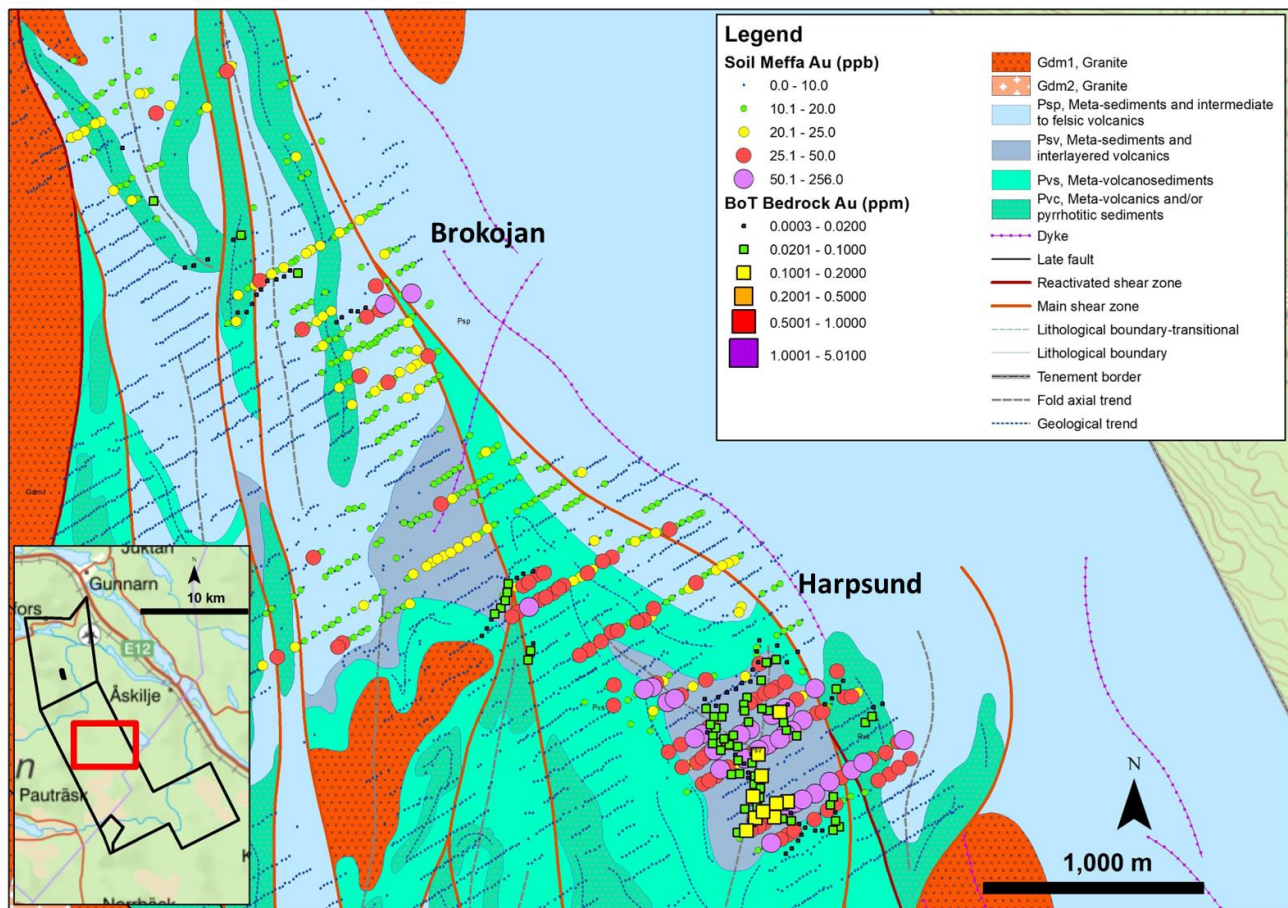 Legend
Soil Meffa Au (ppb)
0.0 - 10.0
10.1 - 20.0
20.1 - 25.0
25.1 - 50.0
50.1 - 256.0
BoT Bedrock Au (ppm)
0.0003 - 0.0200
0.0201 - 0.1000
0.1001 - 0.2000
0.2001 - 0.5000
0.5001 - 1.0000
1.0001 - 5.0100
Gdm1, Granite
Gdm2, Granite
Psp, Meta-sediments and intermediate
to felsic volcanics
Psv, Meta-sediments and
interlayered volcanics
Pvs, Meta-volcanosediments
Pvc, Meta-volcanics and/or
pyrrhotitic sediments
Dyke
Late fault
Reactivated shear zone
Main shear zone
Lithological boundary-transitional
Lithological boundary
Tenement border
Fold axial trend
Geological trend
Brokojan
Psp
Harpsund
Pvs
N
1,000 m
Juktan
Gunnarn
N
10 km
fors
E12
Åskilje
n
Pauträsk
Norrbäck